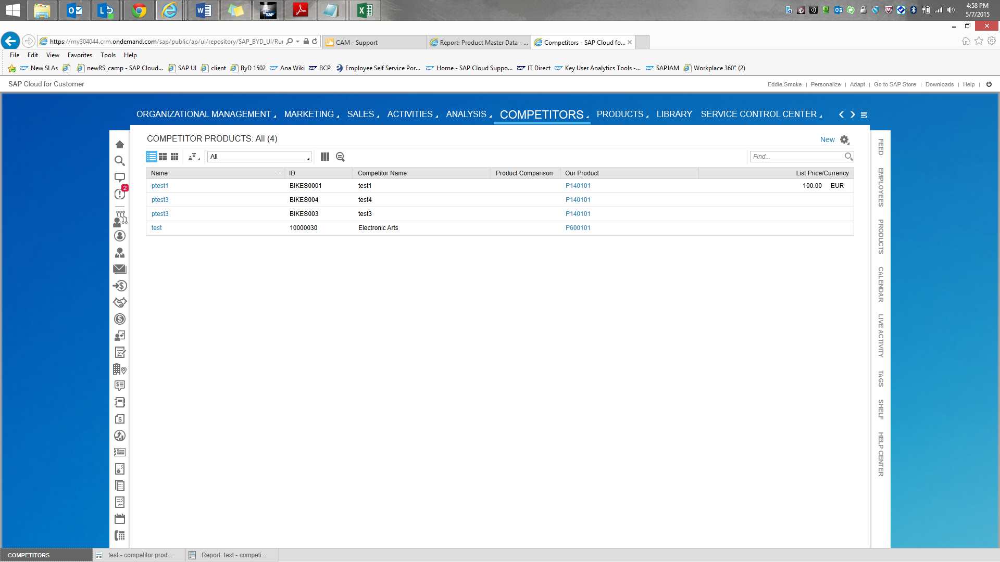 4:58 PM
5/7/2015
https://my304044.crm.ondemand.com/sap/public/ap/ui/repository/SAP_BYD_UI/Rur
CAM - Support
Report: Product Master Data - ...
Competitors - SAP Cloud fo...
File Edit View Favorites Tools Help
New SLAs newRS_camp - SAP Cloud... SAP UI client ByD 1502 Ana Wiki BCP Employee Self Service Por... Home - SAP Cloud Suppo... IT Direct Key User Analytics Tools -... SAPJAM Workplace 360° (2)
SAP Cloud for Customer
Eddie Smoke | Personalize | Adapt | Go to SAP Store | Downloads | Help |
ORGANIZATIONAL MANAGEMENT MARKETING SALES ACTIVITIES ANALYSIS COMPETITORS PRODUCTS LIBRARY SERVICE CONTROL CENTER
COMPETITOR PRODUCTS: All (4)
New
All
Find...
Name ID Competitor Name Product Comparison Our Product List Price/Currency
ptest1 BIKES0001 test1 P140101 100.00 EUR
ptest3 BIKES004 test4 P140101
ptest3 BIKES003 test3 P140101
test 10000030 Electronic Arts P600101
2
FEED
EMPLOYEES
PRODUCTS
CALENDAR
LIVE ACTIVITY
TAGS
SHELF
HELP CENTER
COMPETITORS
test - competitor prod...
Report: test - competi...